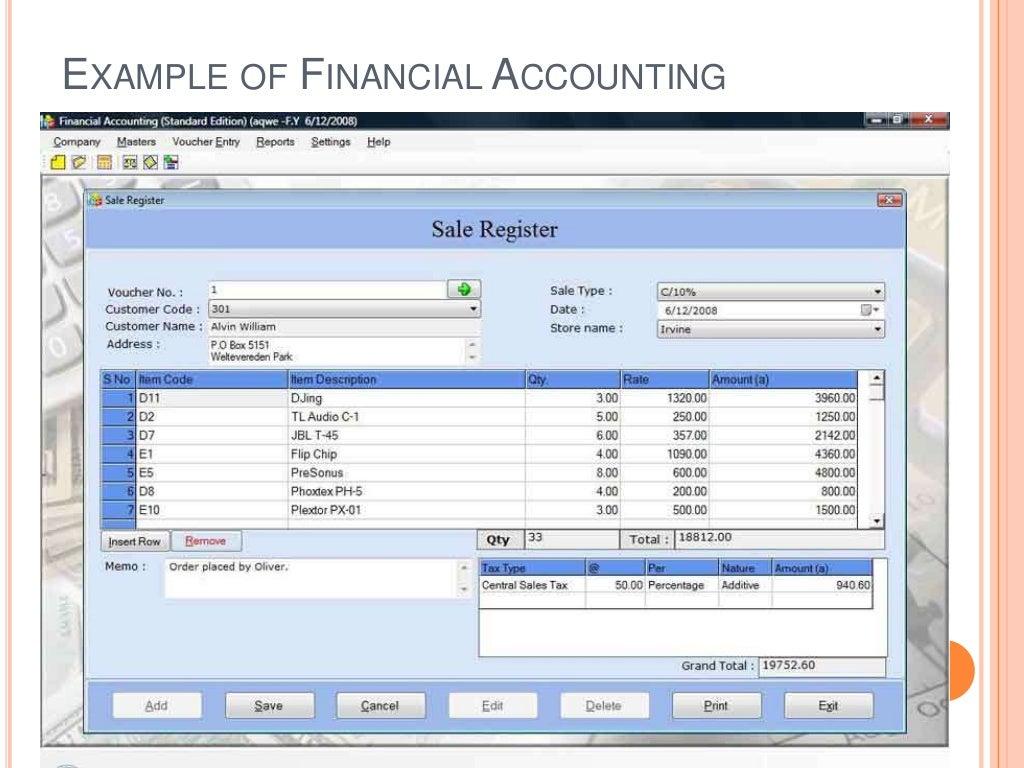 EXAMPLE OF FINANCIAL ACCOUNTING
Financial Accounting (Standard Edition) (aqwe -F.Y 6/12/2008)
Company Masters Voucher Entry Reports Settings Help
Sale Register
Sale Register
Voucher No. : 1 Sale Type : C/10%
Customer Code : 301 Date : 6/12/2008
Customer Name : Alvin William Store name : Irvine
Address : P.O Box 5151
Weltevereden Park
S No Item Code Item Description Qty. Rate Amount (a)
1 D11 DJing 3.00 1320.00 3960.00
2 D2 TL Audio C-1 5.00 250.00 1250.00
3 D7 JBL T-45 6.00 357.00 2142.00
4 E1 Flip Chip 4.00 1090.00 4360.00
5 E5 PreSonus 8.00 600.00 4800.00
6 D8 Phoxtex PH-5 4.00 200.00 800.00
7 E10 Plextor PX-01 3.00 500.00 1500.00
Insert Row Remove Qty 33 Total : 18812.00
Memo : Order placed by Oliver.
Tax Type @ Per Nature Amount (a)
Central Sales Tax 50.00 Percentage Additive 940.60
Grand Total : 19752.60
Add Save Cancel Edit Delete Print Exit